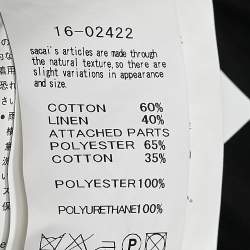 16-02422
sacai's articles are made through
the natural texture, so there are
slight variations in appearance
and size.
COTTON 60%
LINEN 40%
ATTACHED PARTS
POLYESTER 65%
COTTON 35%
POLYESTER100%
POLYURETHANE100%